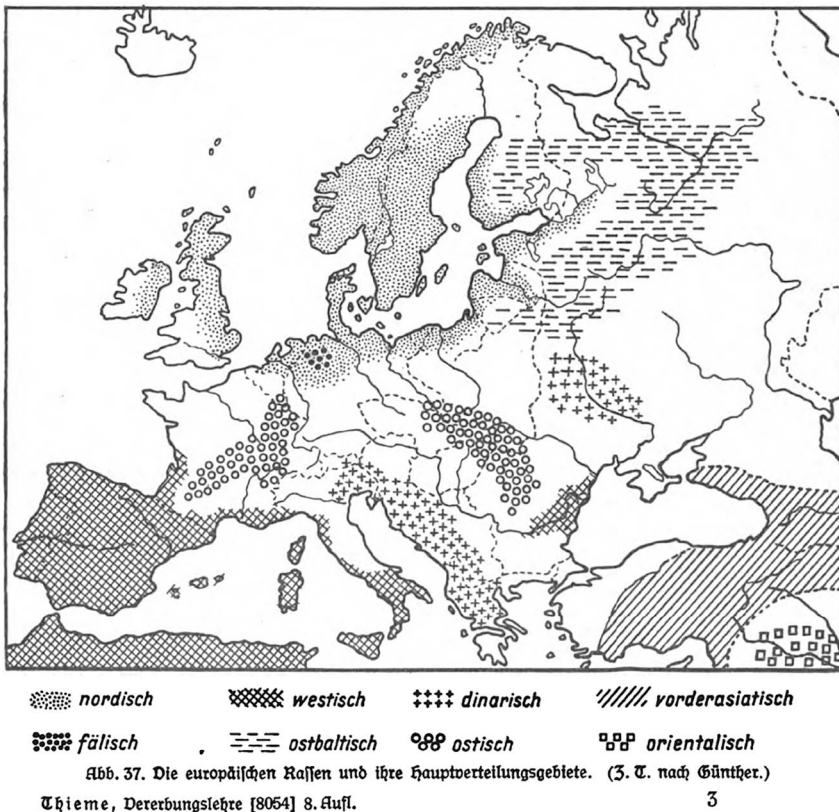 nordisch westisch dinarisch vorderasiatisch
fälisch ostbaltisch ostisch orientalisch
Abb. 37. Die europäischen Rassen und ihre Hauptverteilungsgebiete. (Z. T. nach Günther.)
Thieme, Vererbungslehre [8054] 8. Aufl. 3